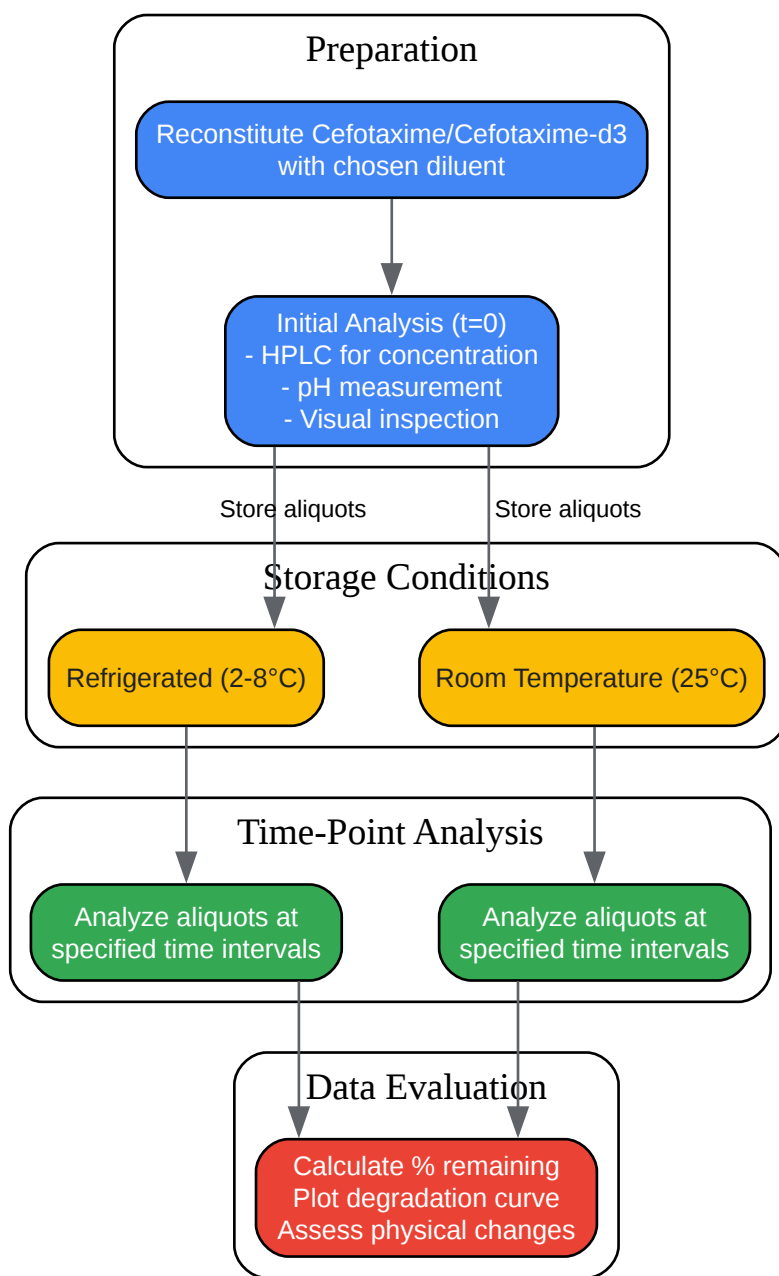 Preparation
Reconstitute Cefotaxime/Cefotaxime-d3
with chosen diluent
Initial Analysis (t=0)
- HPLC for concentration
- pH measurement
- Visual inspection
Store aliquots
Store aliquots
Storage Conditions
Refrigerated (2-8°C)
Room Temperature (25°C)
Time-Point Analysis
Analyze aliquots at
specified time intervals
Analyze aliquots at
specified time intervals
Data Evaluation
Calculate % remaining
Plot degradation curve
Assess physical changes